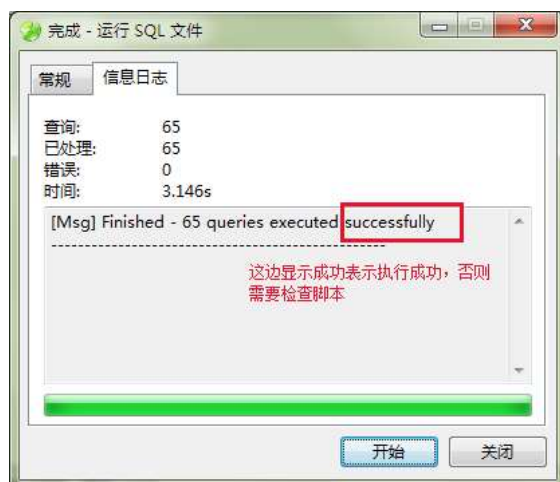 完成 - 运行 SQL 文件
常规 信息日志
查询: 65
已处理: 65
错误: 0
时间: 3.146s
[Msg] Finished - 65 queries executed successfully
--------------------------------------------------
这边显示成功表示执行成功，否则
需要检查脚本
开始 关闭